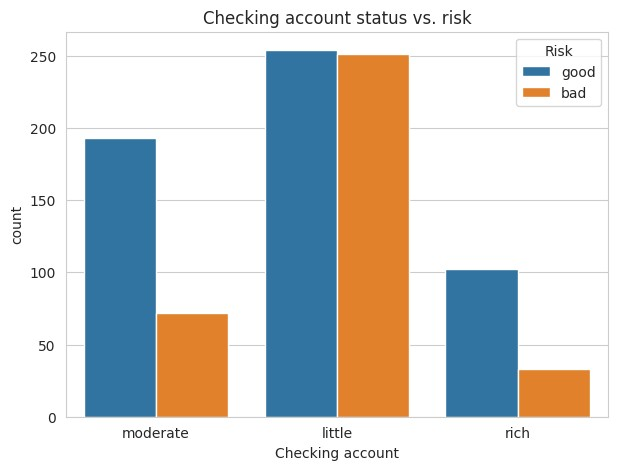 Checking account status vs. risk
Risk
good
bad
250
200
150
100
50
0
count
moderate little rich
Checking account